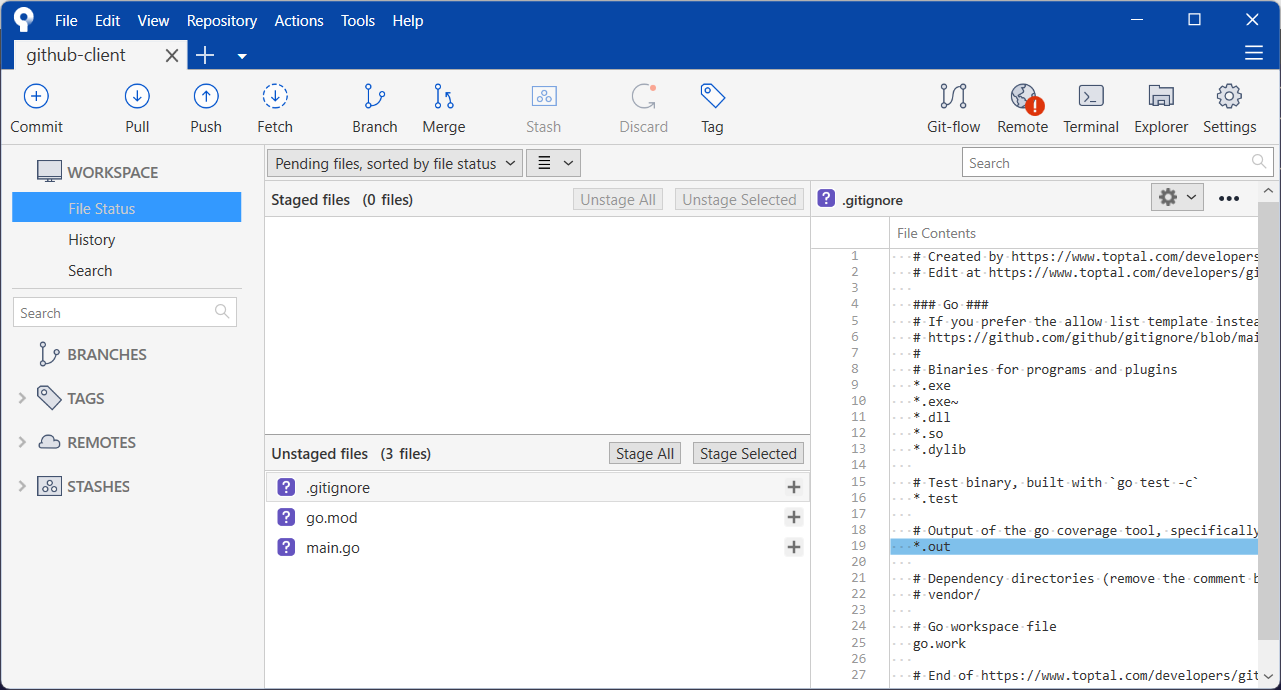 File Edit View Repository Actions Tools Help
github-client
Commit Pull Push Fetch Branch Merge Stash Discard Tag Git-flow Remote Terminal Explorer Settings
WORKSPACE
File Status
History
Search
Search
BRANCHES
TAGS
REMOTES
STASHES
Pending files, sorted by file status
Search
Staged files (0 files) Unstage All Unstage Selected
Unstaged files (3 files) Stage All Stage Selected
? .gitignore
? go.mod
? main.go
? .gitignore
File Contents
1 # Created by https://www.toptal.com/developers
2 # Edit at https://www.toptal.com/developers/gi
3
4 ### Go ###
5 # If you prefer the allow list template instea
6 # https://github.com/github/gitignore/blob/mai
7 #
8 # Binaries for programs and plugins
9 *.exe
10 *.exe~
11 *.dll
12 *.so
13 *.dylib
14
15 # Test binary, built with `go test -c`
16 *.test
17
18 # Output of the go coverage tool, specifically
19 *.out
20
21 # Dependency directories (remove the comment b
22 # vendor/
23
24 # Go workspace file
25 go.work
26
27 # End of https://www.toptal.com/developers/git